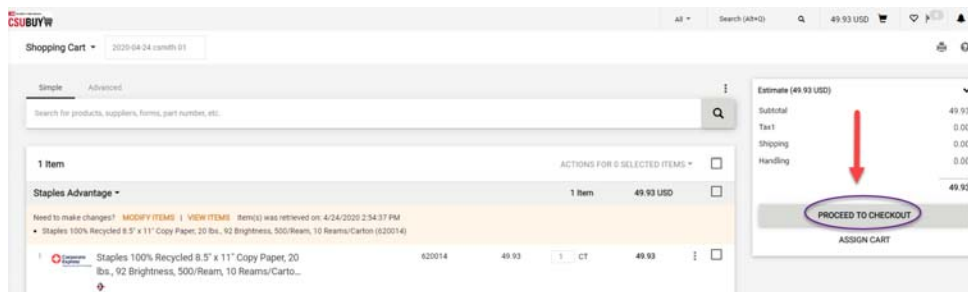 CSUBUY
All
Search (Alt+Q)
49.93 USD
Shopping Cart
2020-04-24 csmith 01
Simple
Advanced
Search for products, suppliers, forms, part number, etc.
1 Item
ACTIONS FOR 0 SELECTED ITEMS
Staples Advantage
1 Item
49.93 USD
Need to make changes? MODIFY ITEMS | VIEW ITEMS Item(s) was retrieved on: 4/24/2020 2:54:37 PM
• Staples 100% Recycled 8.5" x 11" Copy Paper, 20 lbs., 92 Brightness, 500/Ream, 10 Reams/Carton (620014)
1
Corporate Express
Staples 100% Recycled 8.5" x 11" Copy Paper, 20
lbs., 92 Brightness, 500/Ream, 10 Reams/Carto...
620014
49.93
1 CT
49.93
Estimate (49.93 USD)
Subtotal 49.93
Tax1 0.00
Shipping 0.00
Handling 0.00
49.93
PROCEED TO CHECKOUT
ASSIGN CART